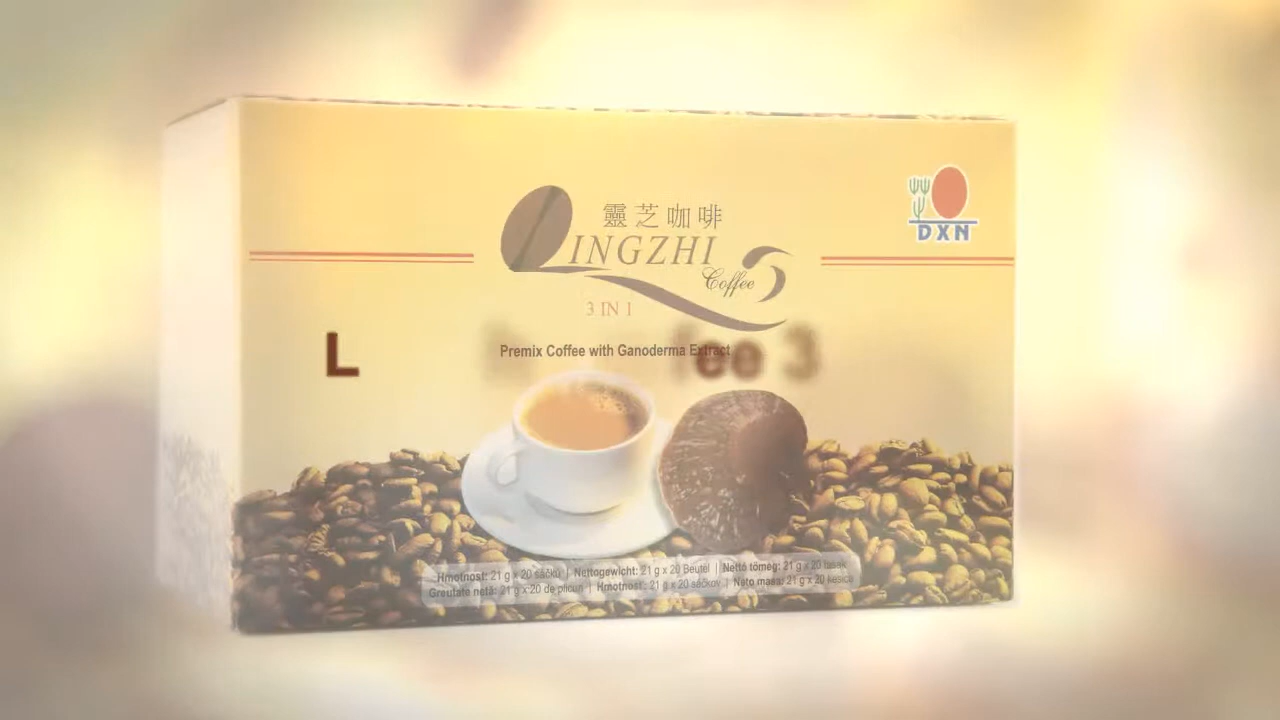 靈芝咖啡
LINGZHI
Coffee
DXN
3 IN 1
Premix Coffee with Ganoderma Extract
L fee 3
Hmotnost: 21 g x 20 sáčků | Nettogewicht: 21 g x 20 Beutel | Nettó tömeg: 21 g x 20 tasak
Greutate netă: 21 g x 20 de plicuri | Hmotnosť: 21 g x 20 sáčkov | Neto masa: 21 g x 20 kesica